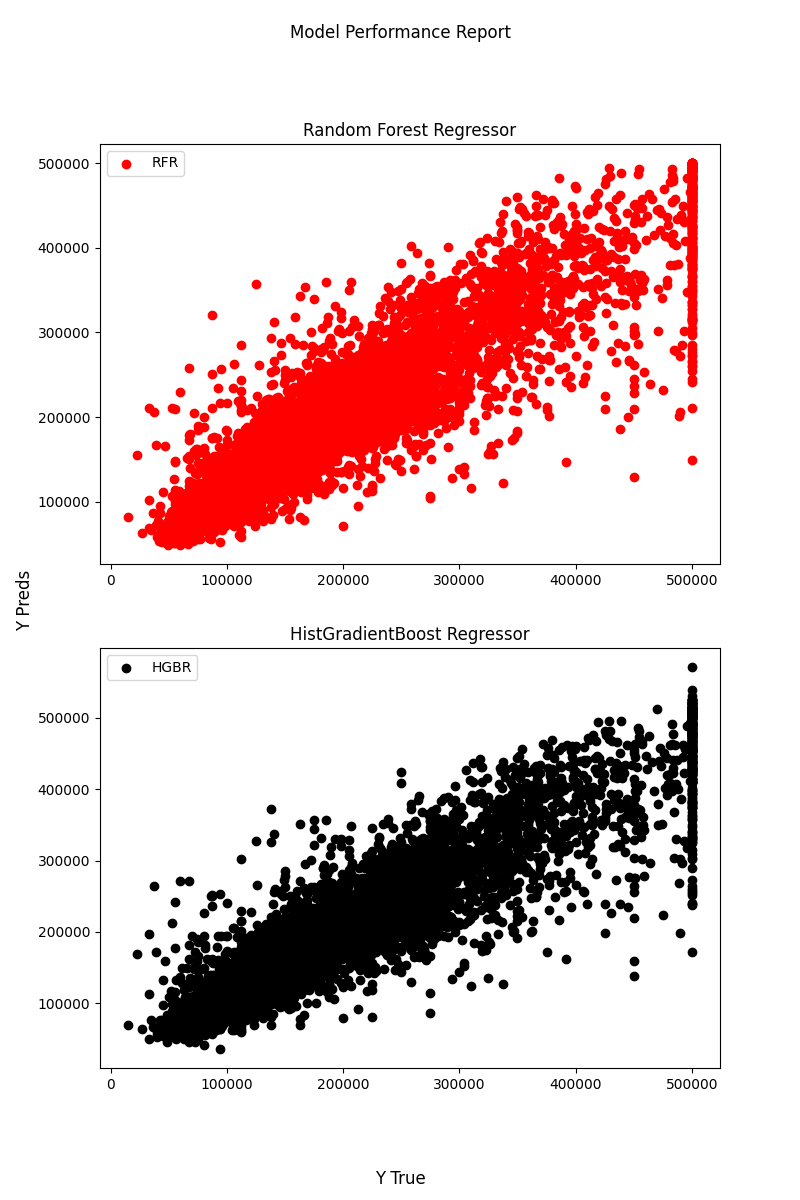 Model Performance Report
Random Forest Regressor
RFR
500000
400000
300000
200000
100000
0 100000 200000 300000 400000 500000
Y Preds
HistGradientBoost Regressor
HGBR
500000
400000
300000
200000
100000
0 100000 200000 300000 400000 500000
Y True